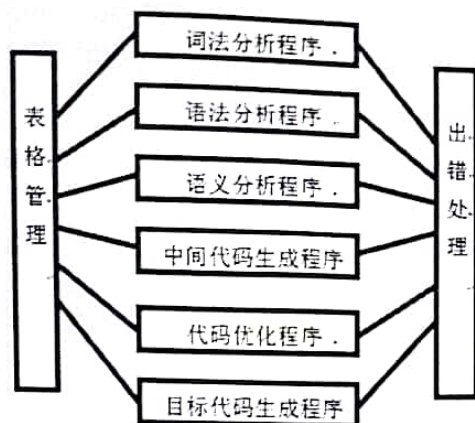 表格管理
词法分析程序.
语法分析程序.
语义分析程序.
中间代码生成程序
代码优化程序.
目标代码生成程序
出错处理